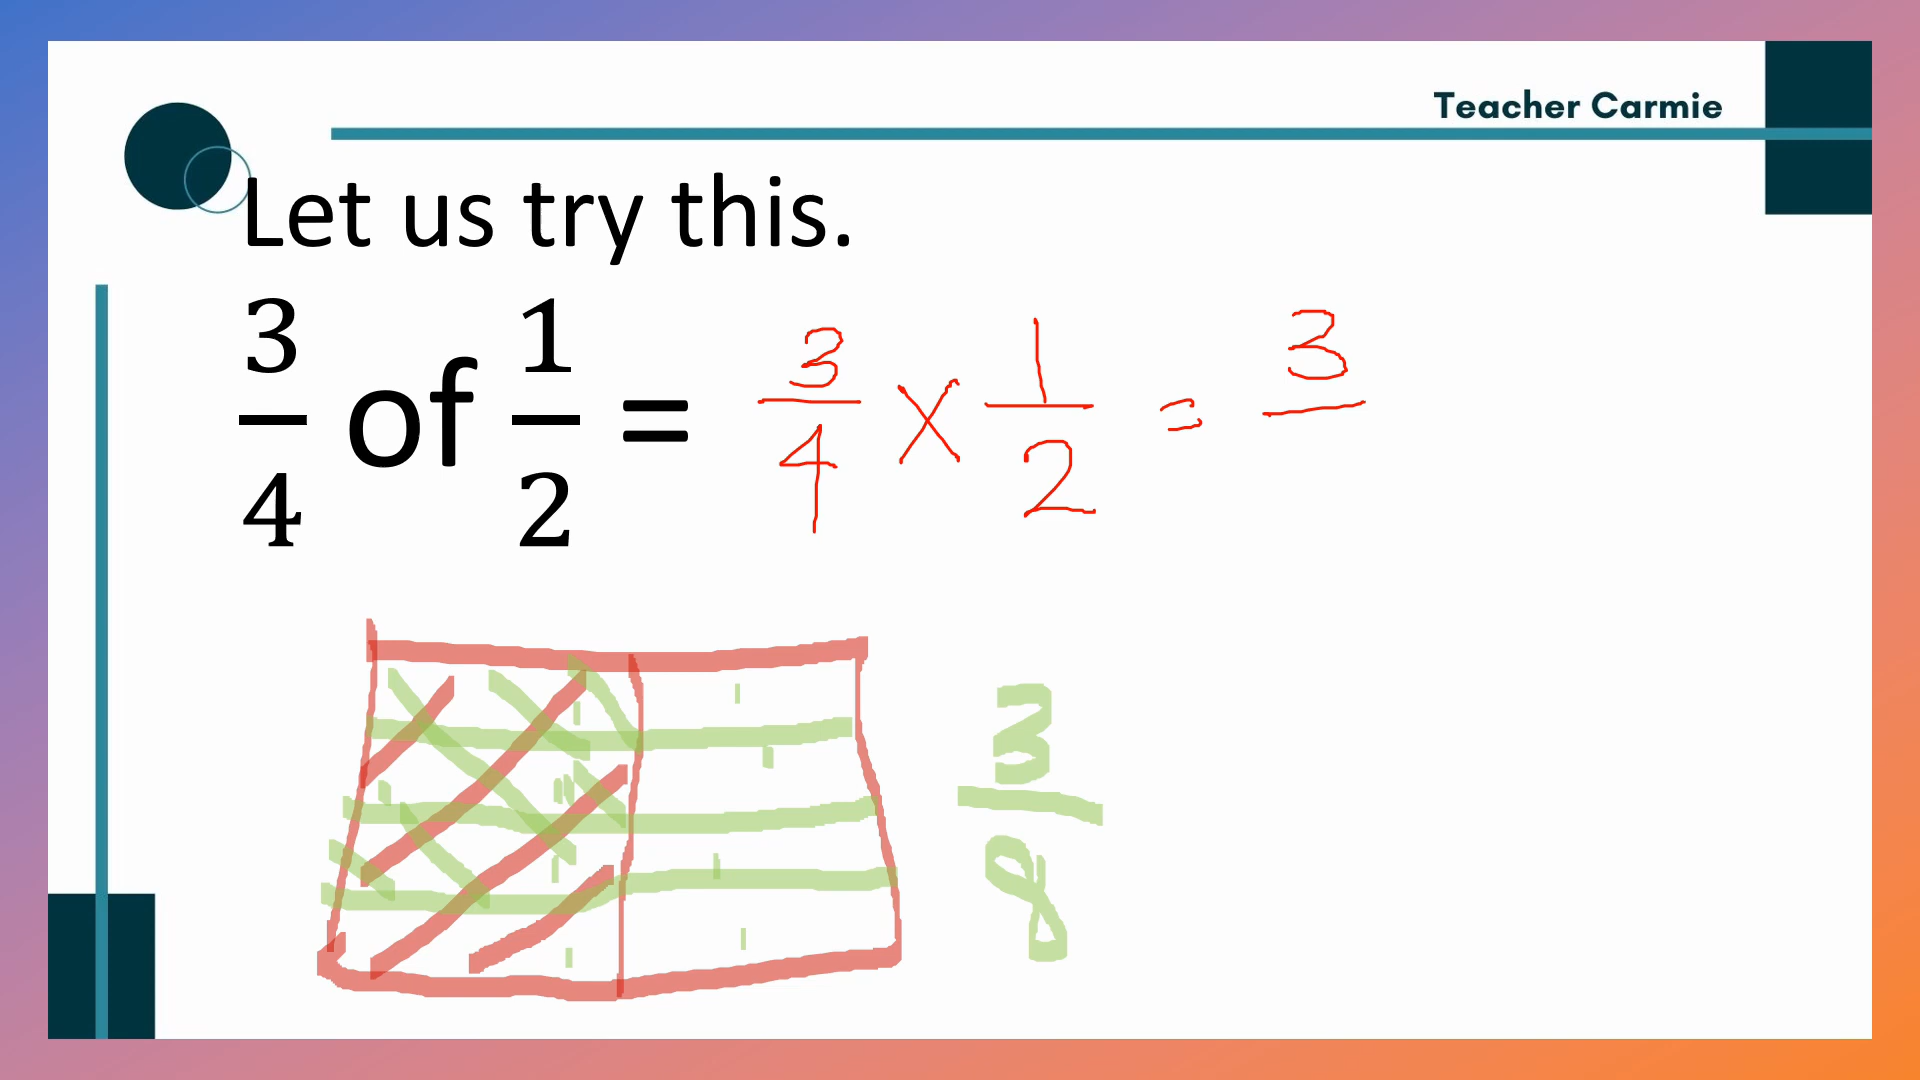 Teacher Carmie
Let us try this.
3/4 of 1/2 = 3/4 x 1/2 = 3/
3/8